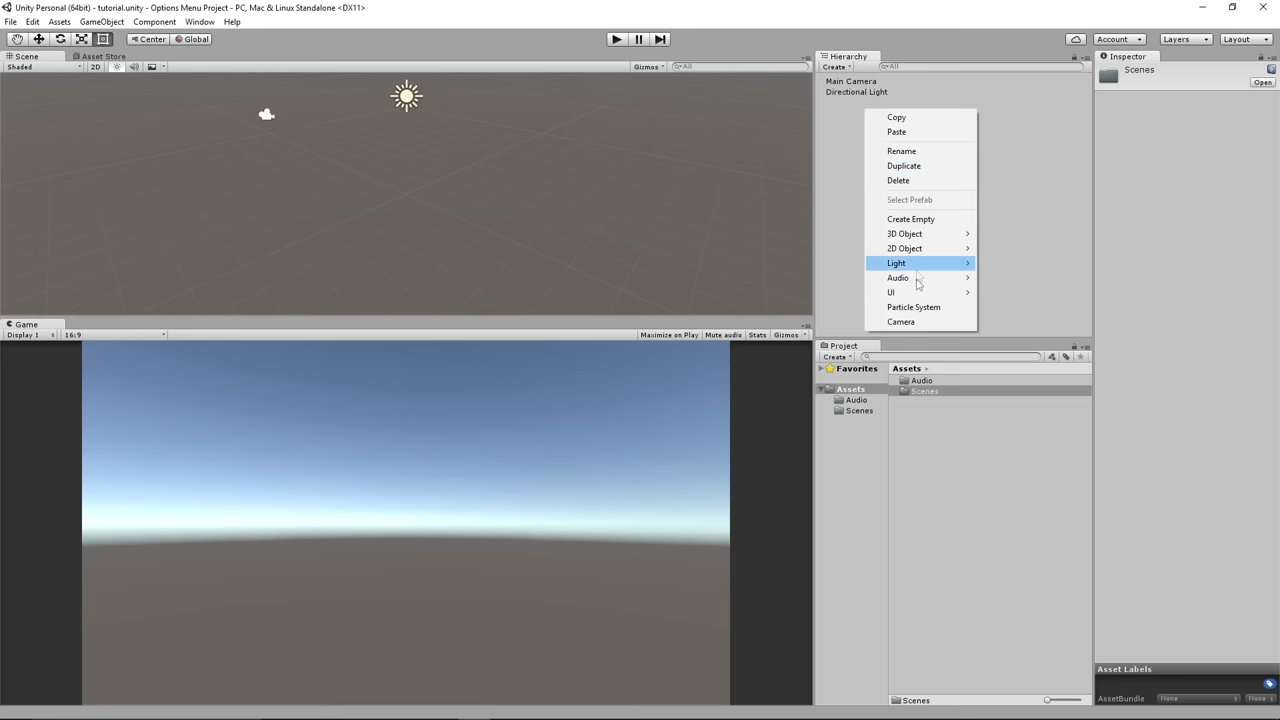 Unity Personal (64bit) - tutorial.unity - Options Menu Project - PC, Mac & Linux Standalone <DX11>
File Edit Assets GameObject Component Window Help
Center Global Account Layers Layout
Scene Asset Store
Shaded 2D Gizmos All
Hierarchy
Create All
Main Camera
Directional Light
Copy
Paste
Rename
Duplicate
Delete
Select Prefab
Create Empty
3D Object
2D Object
Light
Audio
UI
Particle System
Camera
Inspector
Scenes
Open
Game
Display 1 16:9 Maximize on Play Mute audio Stats Gizmos
Project
Create
Favorites
Assets
Audio
Scenes
Assets
Audio
Scenes
Scenes
Asset Labels
AssetBundle None None